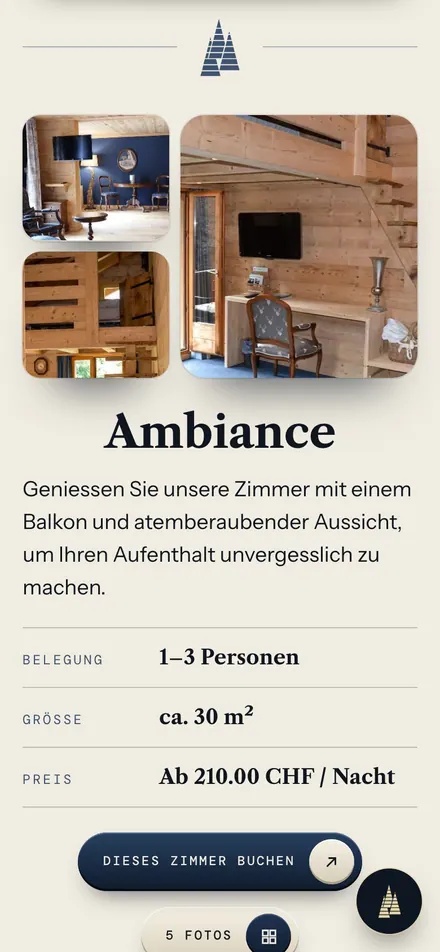 Ambiance
Geniessen Sie unsere Zimmer mit einem
Balkon und atemberaubender Aussicht,
um Ihren Aufenthalt unvergesslich zu
machen.
BELEGUNG 1–3 Personen
GRÖSSE ca. 30 m²
PREIS Ab 210.00 CHF / Nacht
DIESES ZIMMER BUCHEN
5 FOTOS